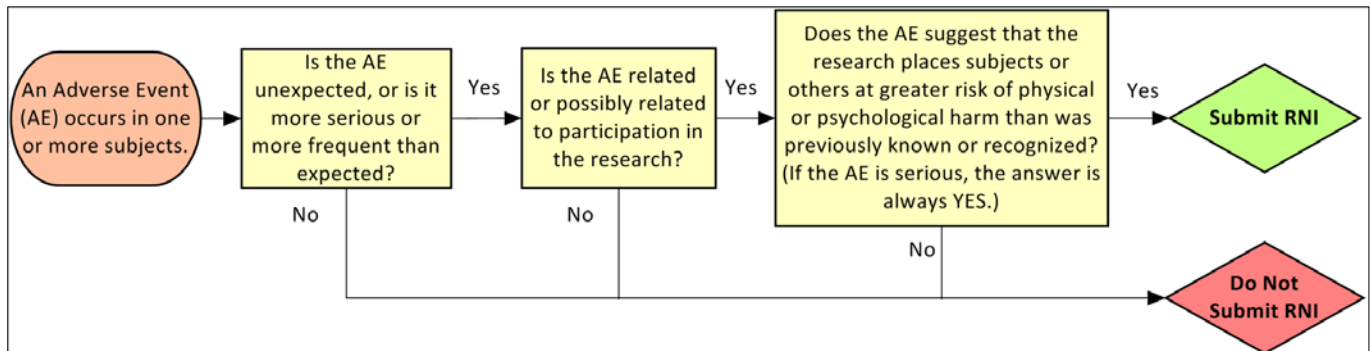 An Adverse Event
(AE) occurs in one
or more subjects.
Is the AE
unexpected, or is it
more serious or
more frequent than
expected?
Yes
No
Is the AE related
or possibly related
to participation in
the research?
Yes
No
Does the AE suggest that the
research places subjects or
others at greater risk of physical
or psychological harm than was
previously known or recognized?
(If the AE is serious, the answer is
always YES.)
Yes
No
Submit RNI
Do Not
Submit RNI